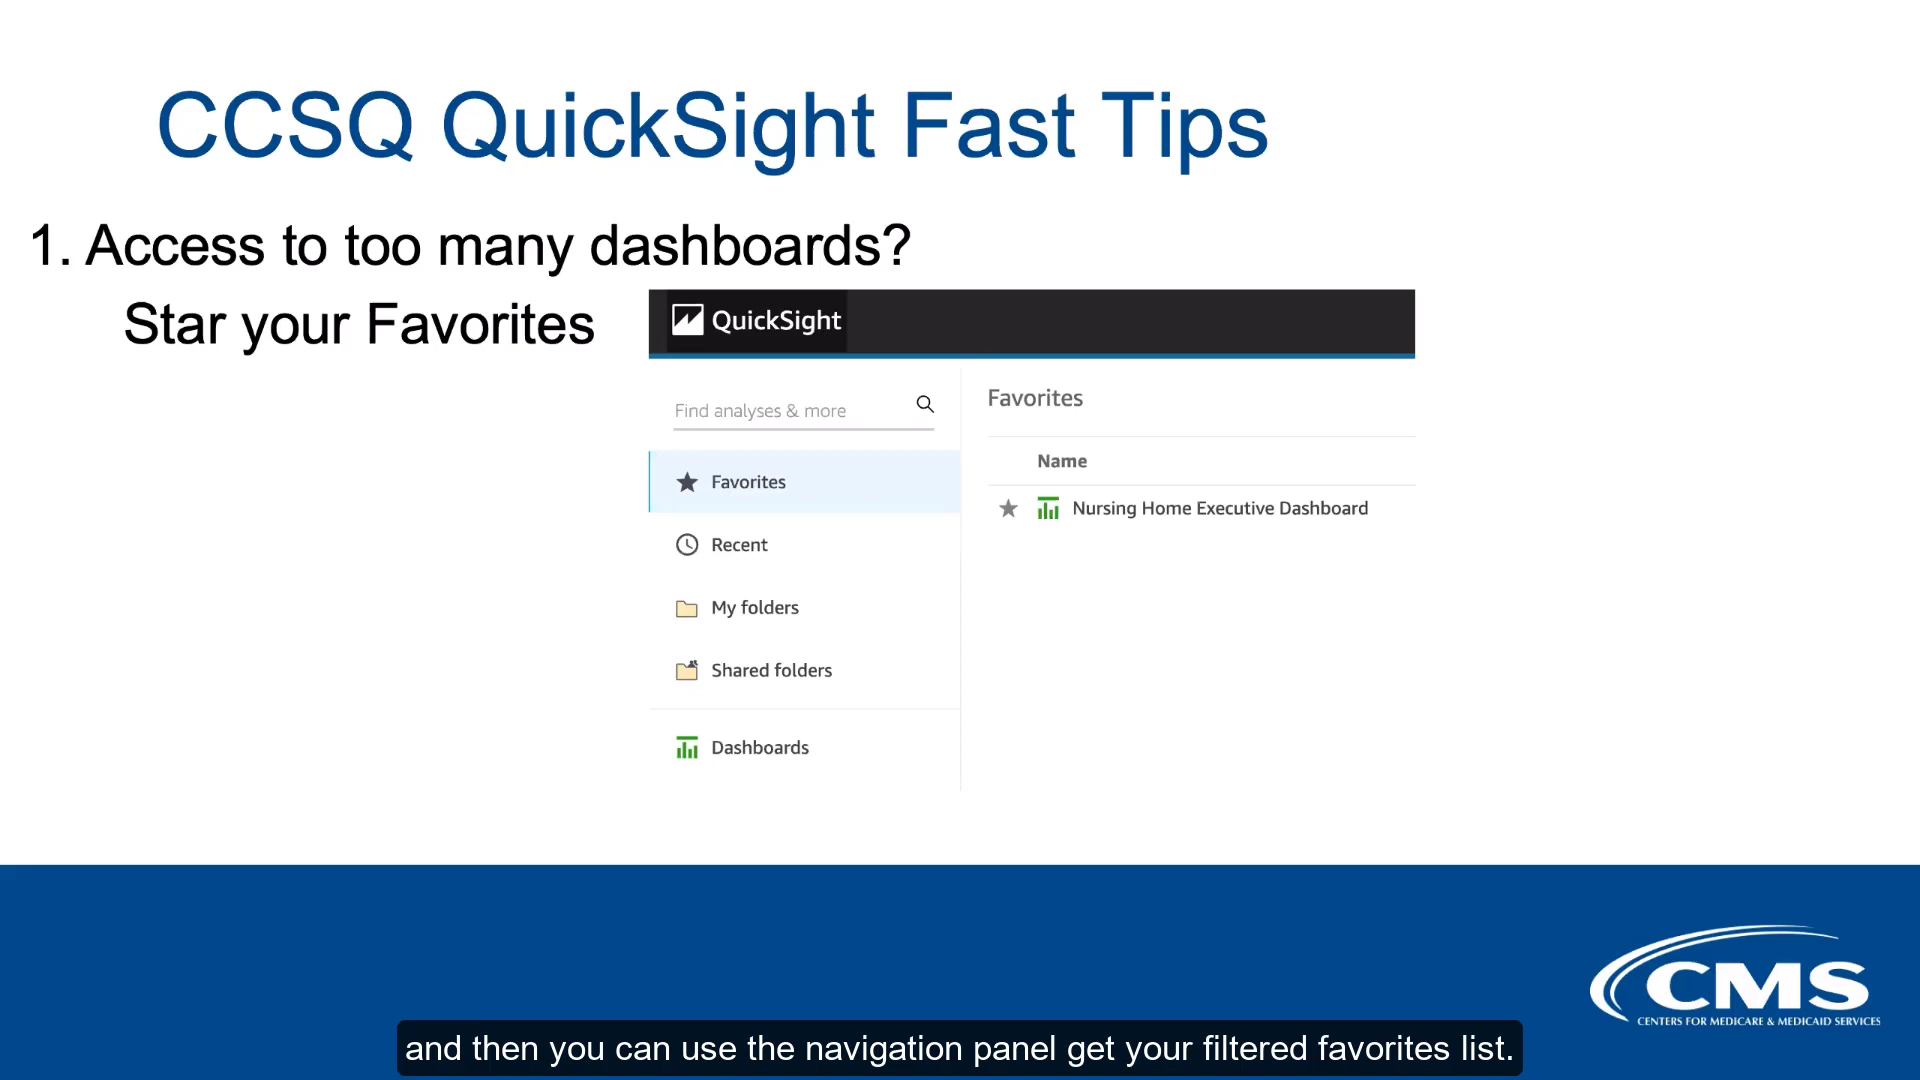 CCSQ QuickSight Fast Tips
1. Access to too many dashboards?
Star your Favorites
QuickSight
Find analyses & more
Favorites
Recent
My folders
Shared folders
Dashboards
Favorites
Name
Nursing Home Executive Dashboard
CMS
CENTERS FOR MEDICARE & MEDICAID SERVICES
and then you can use the navigation panel get your filtered favorites list.